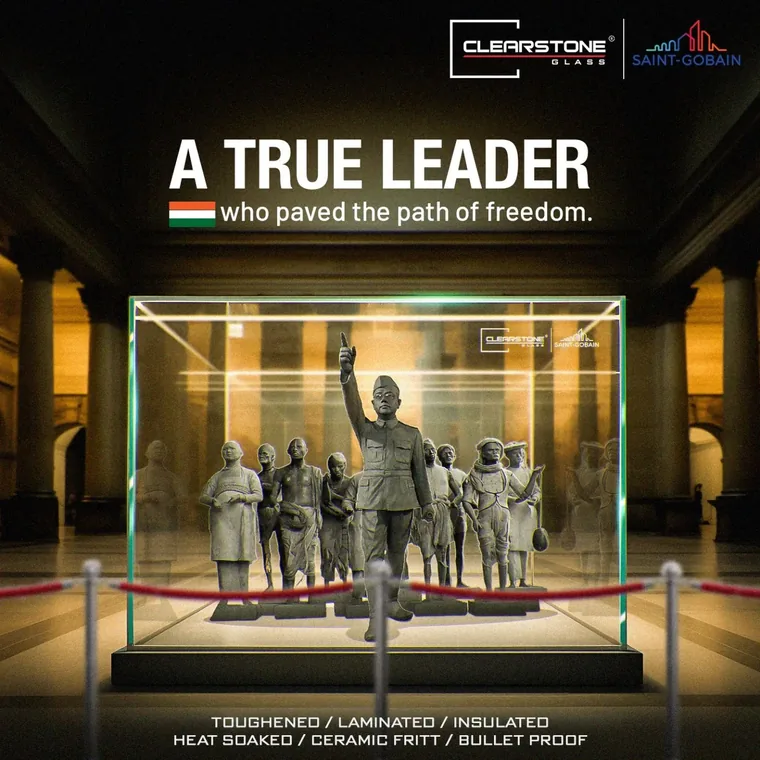 CLEARSTONE®
GLASS
SAINT-GOBAIN
A TRUE LEADER
who paved the path of freedom.
CLEARSTONE®
GLASS
SAINT-GOBAIN
TOUGHENED / LAMINATED / INSULATED
HEAT SOAKED / CERAMIC FRITT / BULLET PROOF